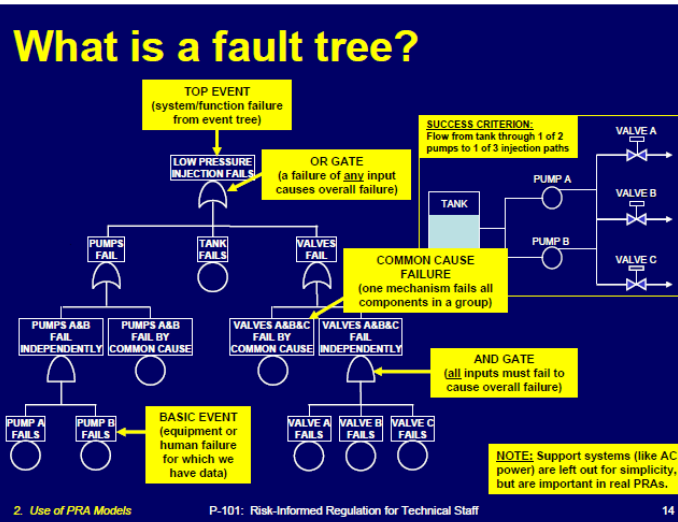 What is a fault tree?
TOP EVENT
(system/function failure
from event tree)
SUCCESS CRITERION:
Flow from tank through 1 of 2
pumps to 1 of 3 injection paths
VALVE A
LOW PRESSURE
INJECTION FAILS
OR GATE
(a failure of any input
causes overall failure)
PUMP A
TANK
VALVE B
PUMPS
FAIL
TANK
FAILS
VALVES
FAIL
PUMP B
COMMON CAUSE
FAILURE
(one mechanism fails all
components in a group)
VALVE C
PUMPS A&B
FAIL
INDEPENDENTLY
PUMPS A&B
FAIL BY
COMMON CAUSE
VALVES A&B&C
FAIL BY
COMMON CAUSE
VALVES A&B&C
FAIL
INDEPENDENTLY
AND GATE
(all inputs must fail to
cause overall failure)
PUMP A
FAILS
PUMP B
FAILS
BASIC EVENT
(equipment or
human failure
for which we
have data)
VALVE A
FAILS
VALVE B
FAILS
VALVE C
FAILS
NOTE: Support systems (like AC
power) are left out for simplicity,
but are important in real PRAs.
2. Use of PRA Models
P-101: Risk-Informed Regulation for Technical Staff
14